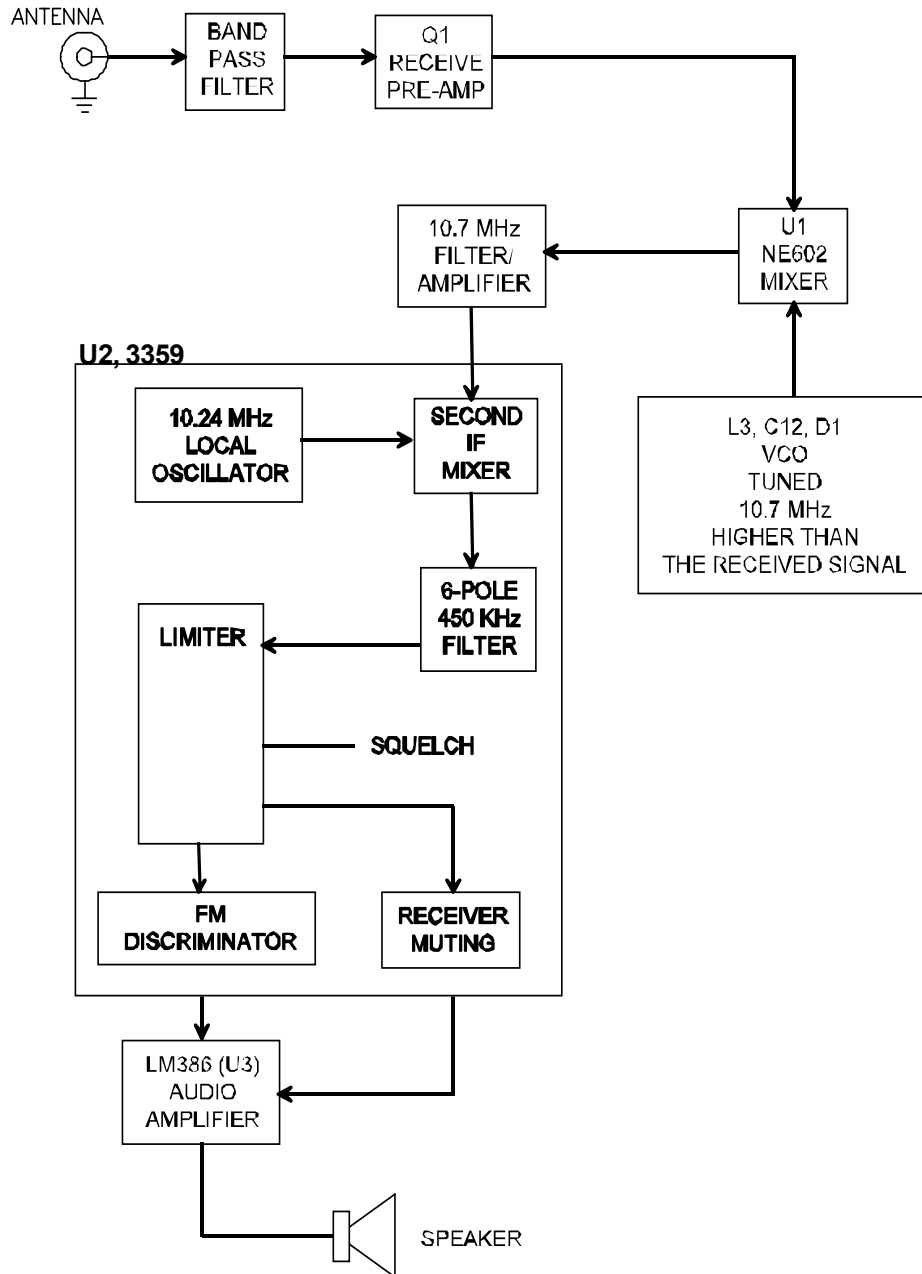 ANTENNA
BAND
PASS
FILTER
Q1
RECEIVE
PRE-AMP
10.7 MHz
FILTER/
AMPLIFIER
U1
NE602
MIXER
U2, 3359
10.24 MHz
LOCAL
OSCILLATOR
SECOND
IF
MIXER
L3, C12, D1
VCO
TUNED
10.7 MHz
HIGHER THAN
THE RECEIVED SIGNAL
6-POLE
450 KHz
FILTER
LIMITER
SQUELCH
FM
DISCRIMINATOR
RECEIVER
MUTING
LM386 (U3)
AUDIO
AMPLIFIER
SPEAKER